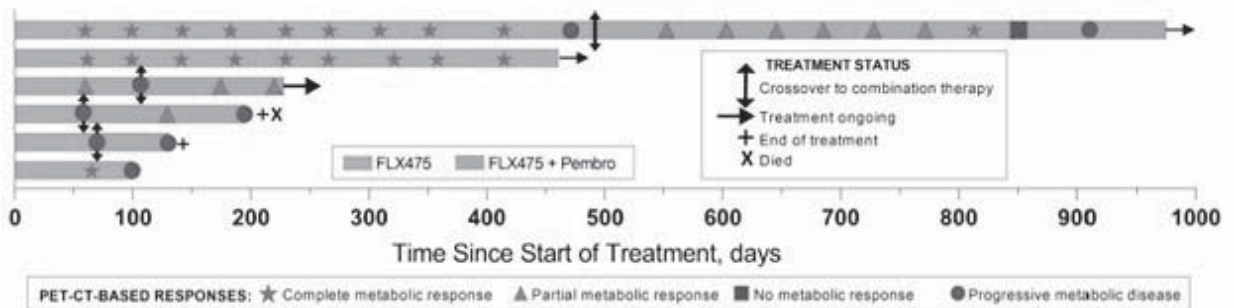 +X
+
TREATMENT STATUS
Crossover to combination therapy
Treatment ongoing
+ End of treatment
X Died
FLX475 FLX475 + Pembro
0 100 200 300 400 500 600 700 800 900 1000
Time Since Start of Treatment, days
PET-CT-BASED RESPONSES: Complete metabolic response Partial metabolic response No metabolic response Progressive metabolic disease